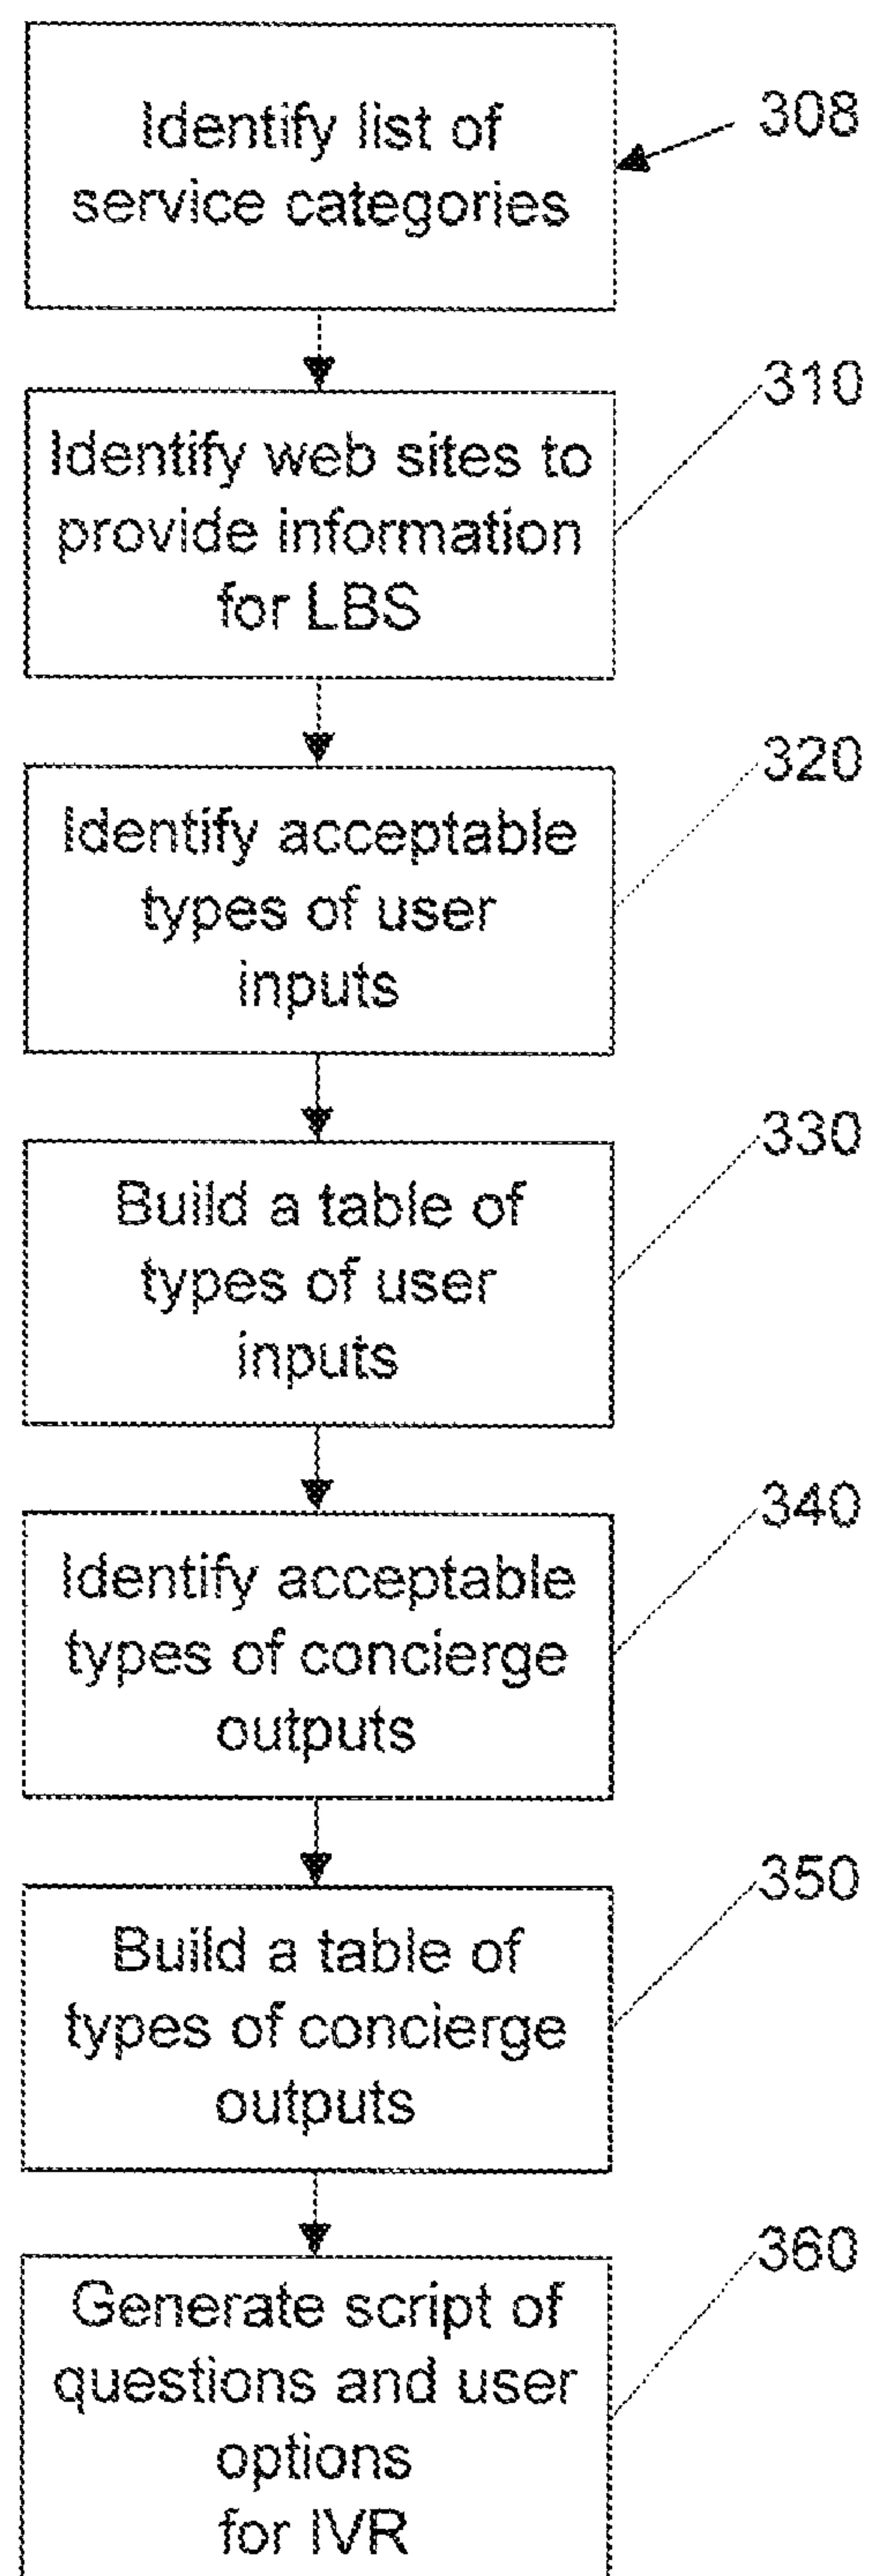 Identify list of
service categories
308
Identify web sites to
provide information
for LBS
310
Identify acceptable
types of user
inputs
320
Build a table of
types of user
inputs
330
Identify acceptable
types of concierge
outputs
340
Build a table of
types of concierge
outputs
350
Generate script of
questions and user
options
for IVR
360